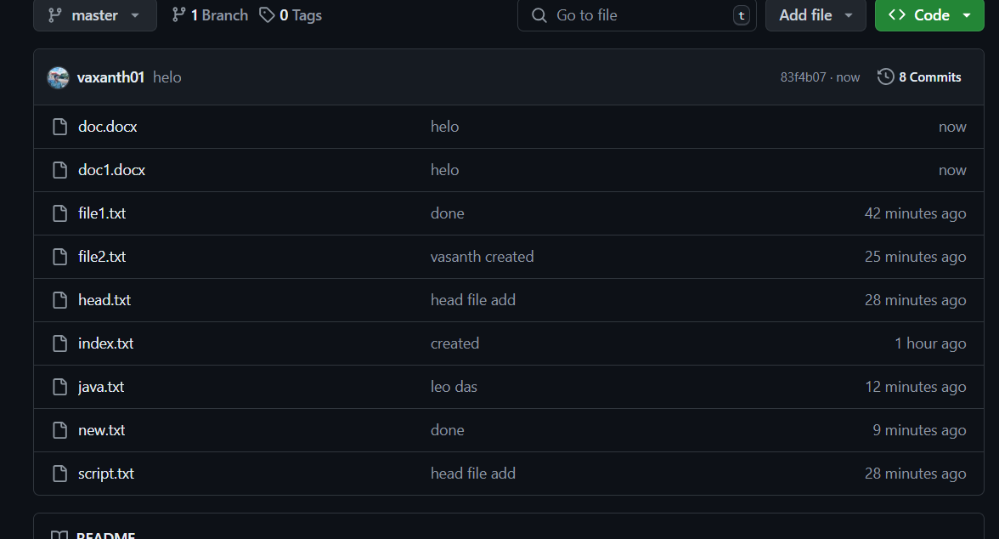 master 1 Branch 0 Tags Go to file t Add file Code
vaxanth01 helo 83f4b07 · now 8 Commits
doc.docx helo now
doc1.docx helo now
file1.txt done 42 minutes ago
file2.txt vasanth created 25 minutes ago
head.txt head file add 28 minutes ago
index.txt created 1 hour ago
java.txt leo das 12 minutes ago
new.txt done 9 minutes ago
script.txt head file add 28 minutes ago
README